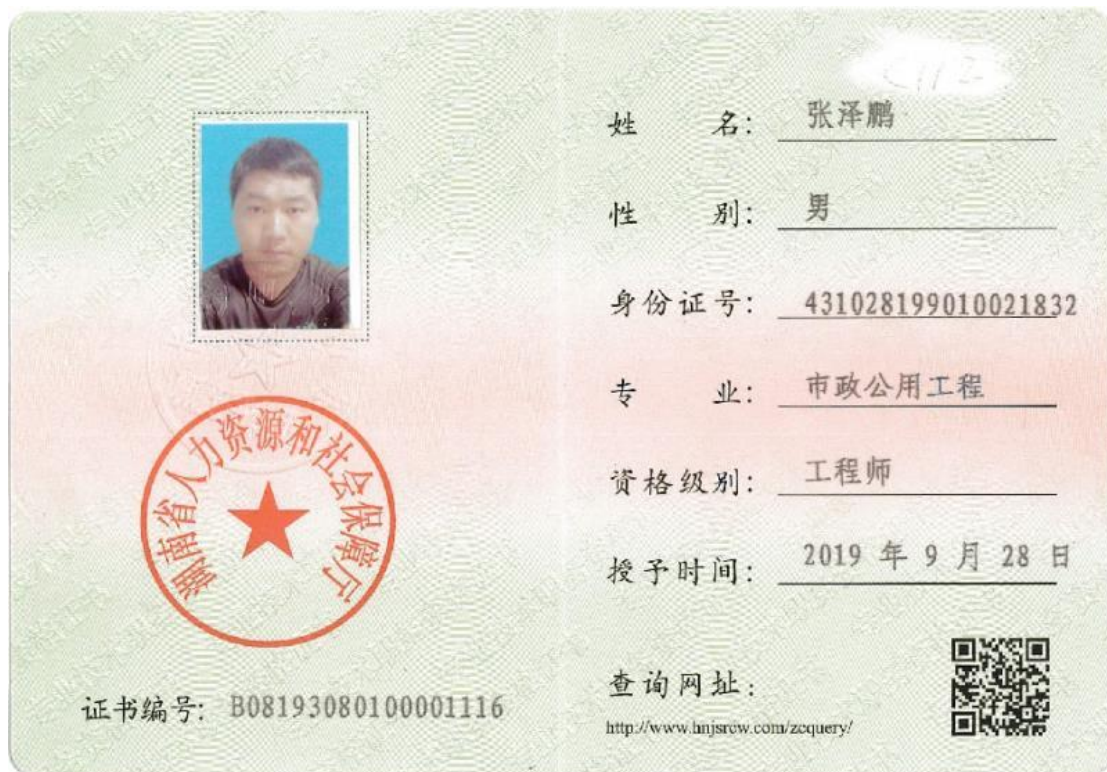 湖南省人力资源和社会保障厅
证书编号: B08193080100001116
姓 名: 张泽鹏
性 别: 男
身份证号: 431028199010021832
专 业: 市政公用工程
资格级别: 工程师
授予时间: 2019 年 9 月 28 日
查询网址:
http://www.hnjsrcw.com/zcquery/